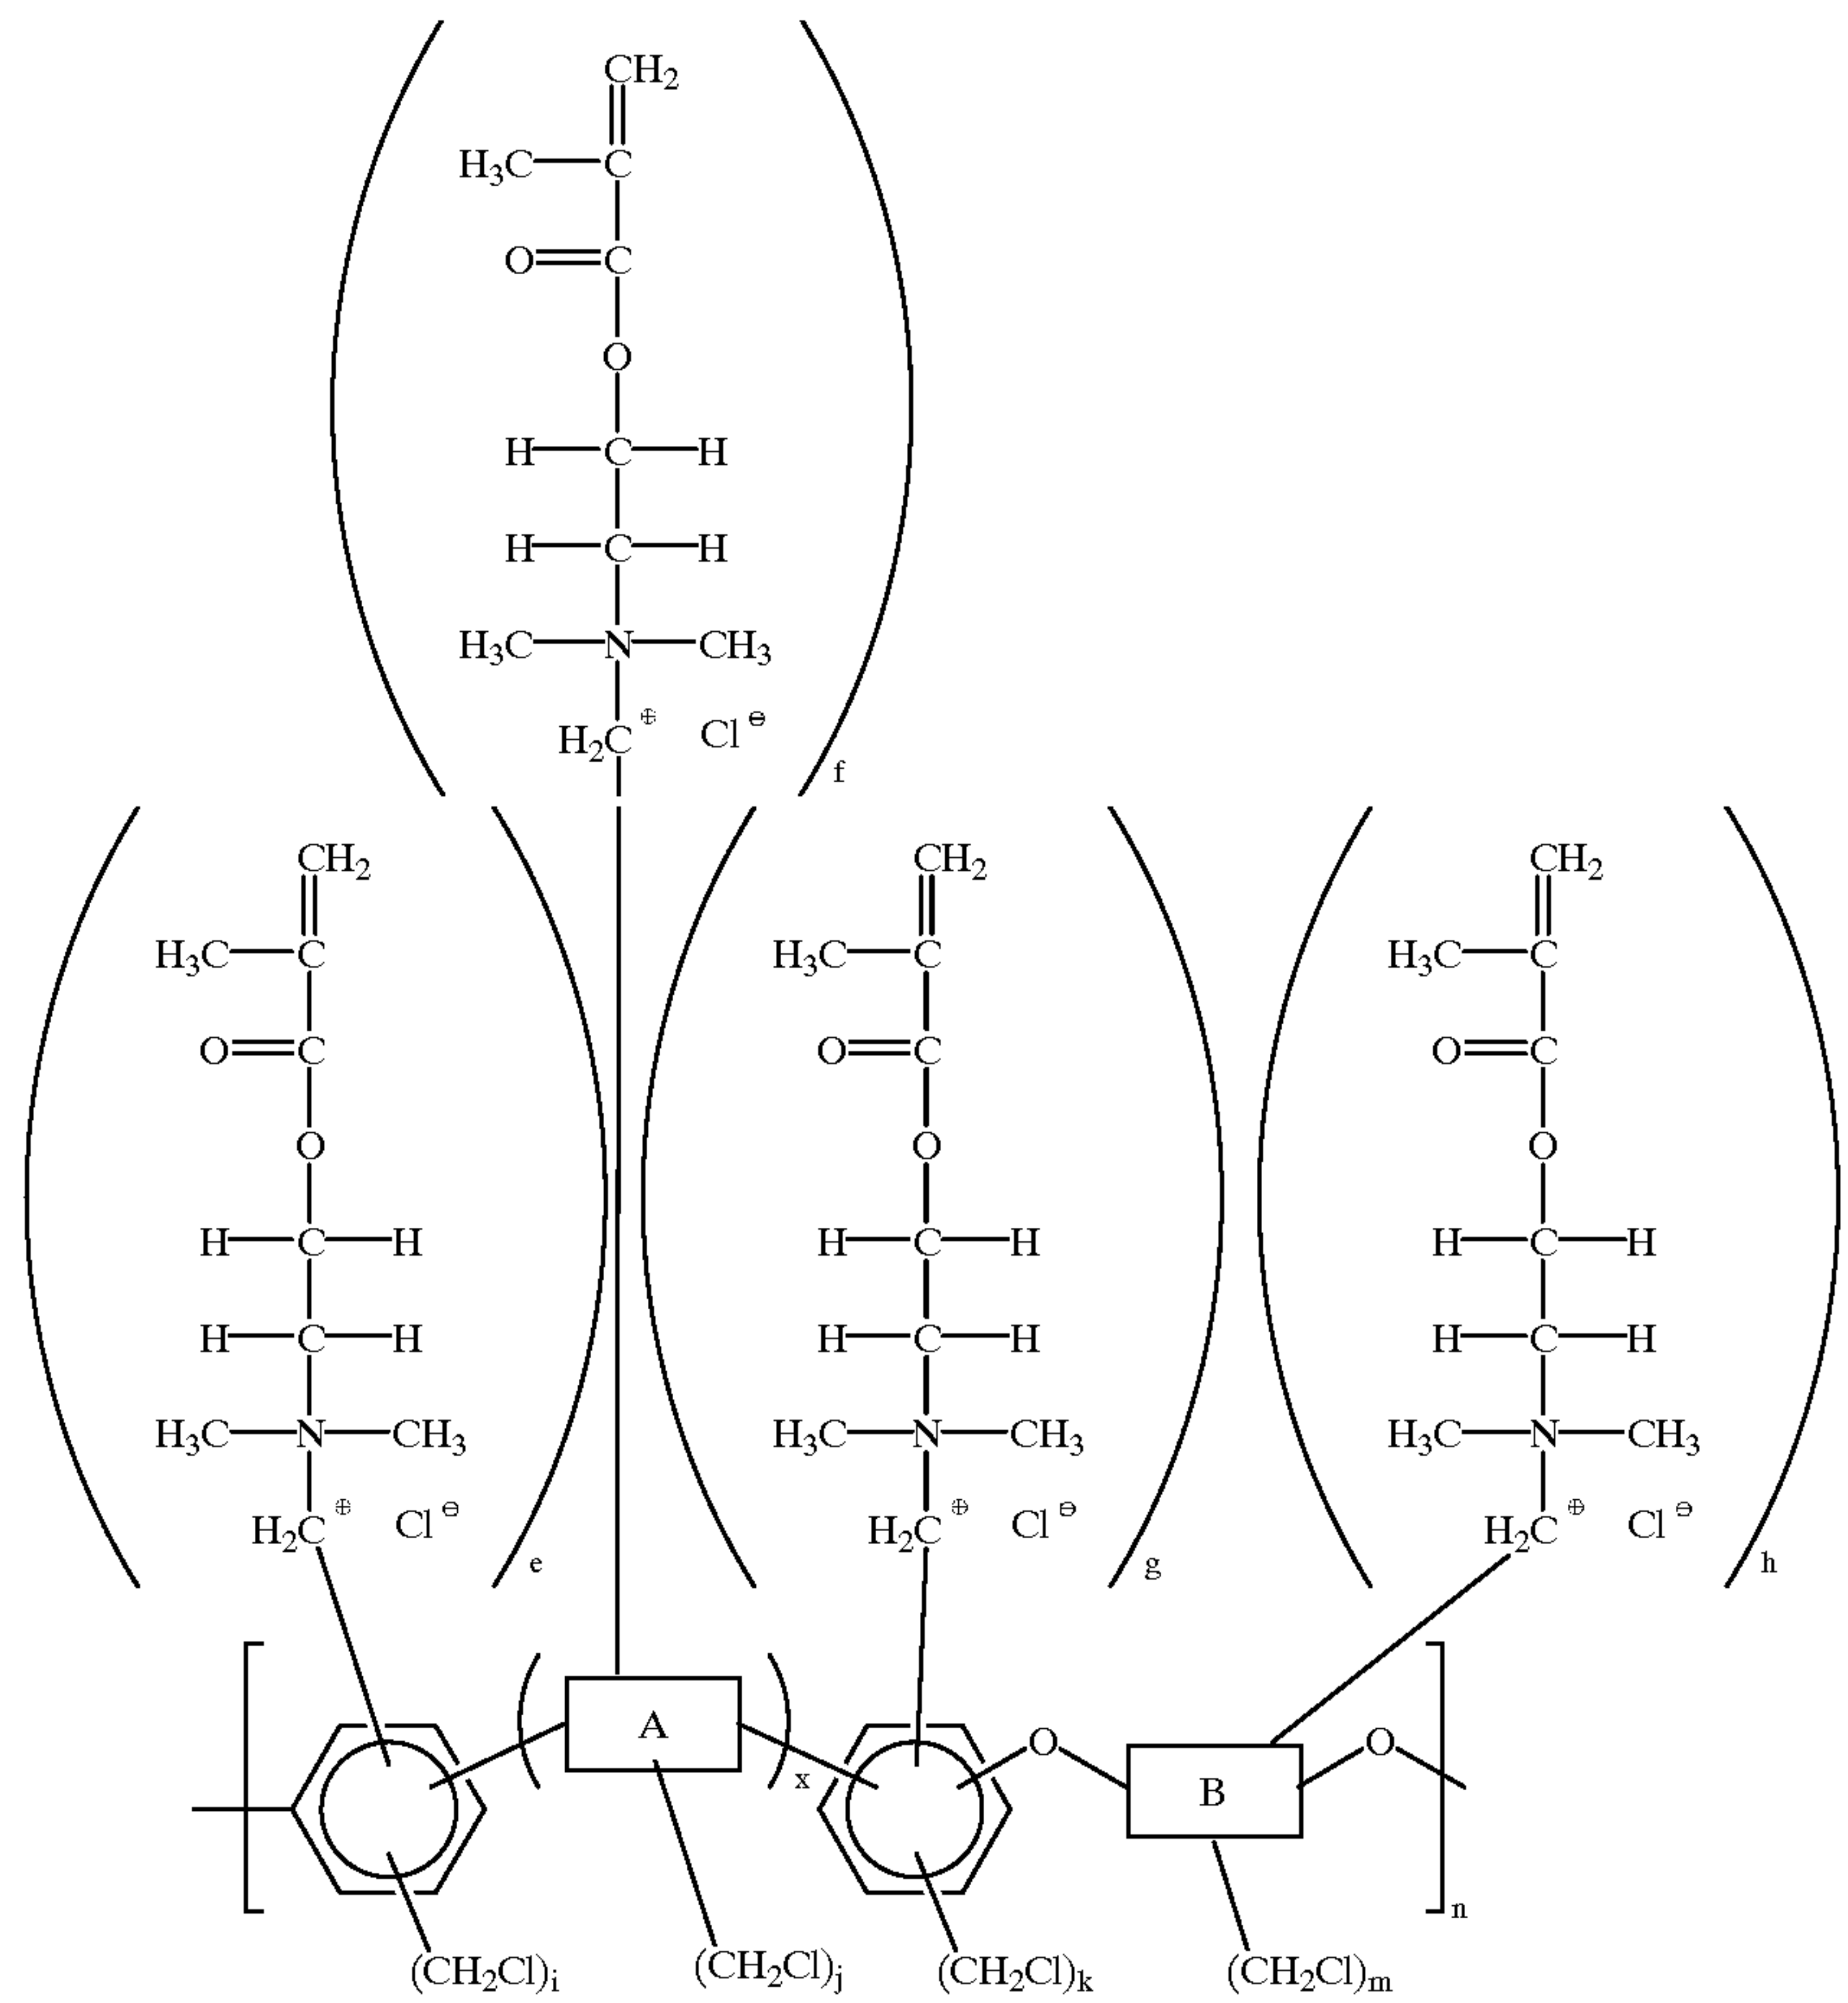 CH2
H3C C
O C
O
H C H
H C H
H3C N CH3
H2C ⊕ Cl ⊖
f
CH2 CH2 CH2
H3C C H3C C H3C C
O C O C O C
O O O
H C H H C H H C H
H C H H C H H C H
H3C N CH3 H3C N CH3 H3C N CH3
H2C ⊕ Cl ⊖ H2C ⊕ Cl ⊖ H2C ⊕ Cl ⊖
e g h
A x O B O
n
(CH2Cl)i (CH2Cl)j (CH2Cl)k (CH2Cl)m